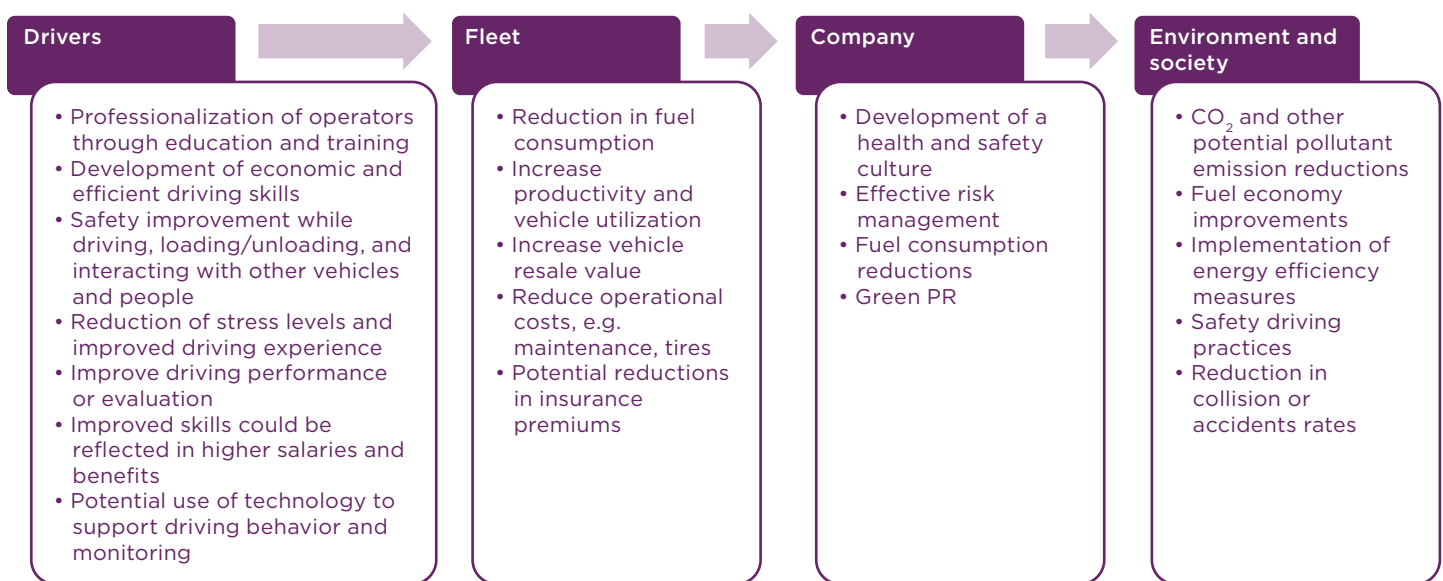 Drivers
• Professionalization of operators
through education and training
• Development of economic and
efficient driving skills
• Safety improvement while
driving, loading/unloading, and
interacting with other vehicles
and people
• Reduction of stress levels and
improved driving experience
• Improve driving performance
or evaluation
• Improved skills could be
reflected in higher salaries and
benefits
• Potential use of technology to
support driving behavior and
monitoring
Fleet
• Reduction in fuel
consumption
• Increase
productivity and
vehicle utilization
• Increase vehicle
resale value
• Reduce operational
costs, e.g.
maintenance, tires
• Potential reductions
in insurance
premiums
Company
• Development of a
health and safety
culture
• Effective risk
management
• Fuel consumption
reductions
• Green PR
Environment and
society
• CO₂ and other
potential pollutant
emission reductions
• Fuel economy
improvements
• Implementation of
energy efficiency
measures
• Safety driving
practices
• Reduction in
collision or
accidents rates